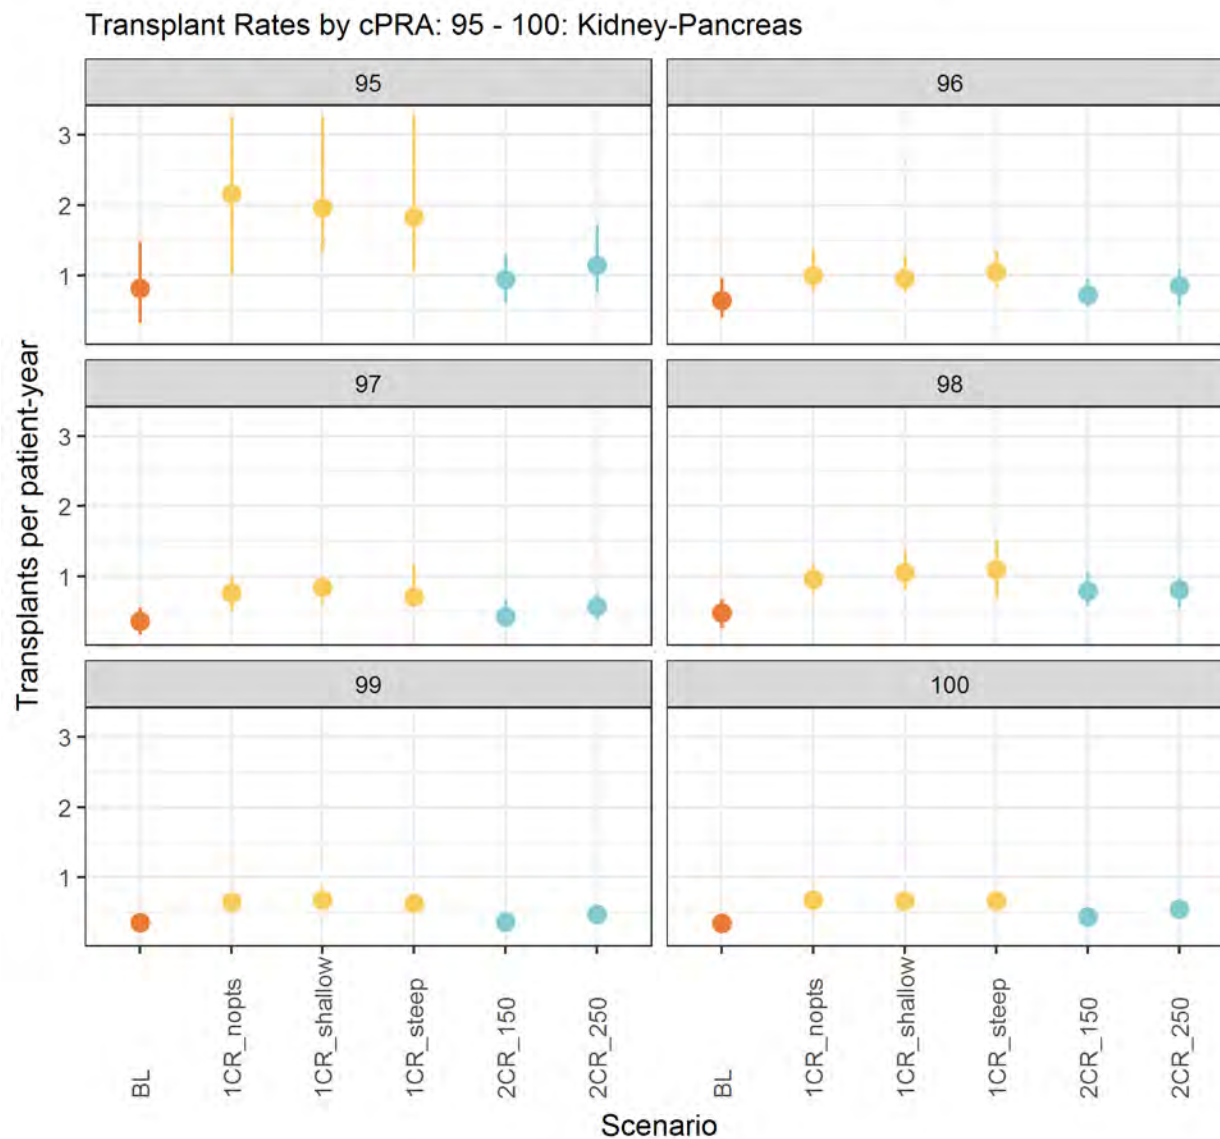 Transplant Rates by cPRA: 95 - 100: Kidney-Pancreas
95
96
3
2
1
97
98
3
2
1
99
100
3
2
1
Transplants per patient-year
BL
1CR_nopts
1CR_shallow
1CR_steep
2CR_150
2CR_250
BL
1CR_nopts
1CR_shallow
1CR_steep
2CR_150
2CR_250
Scenario